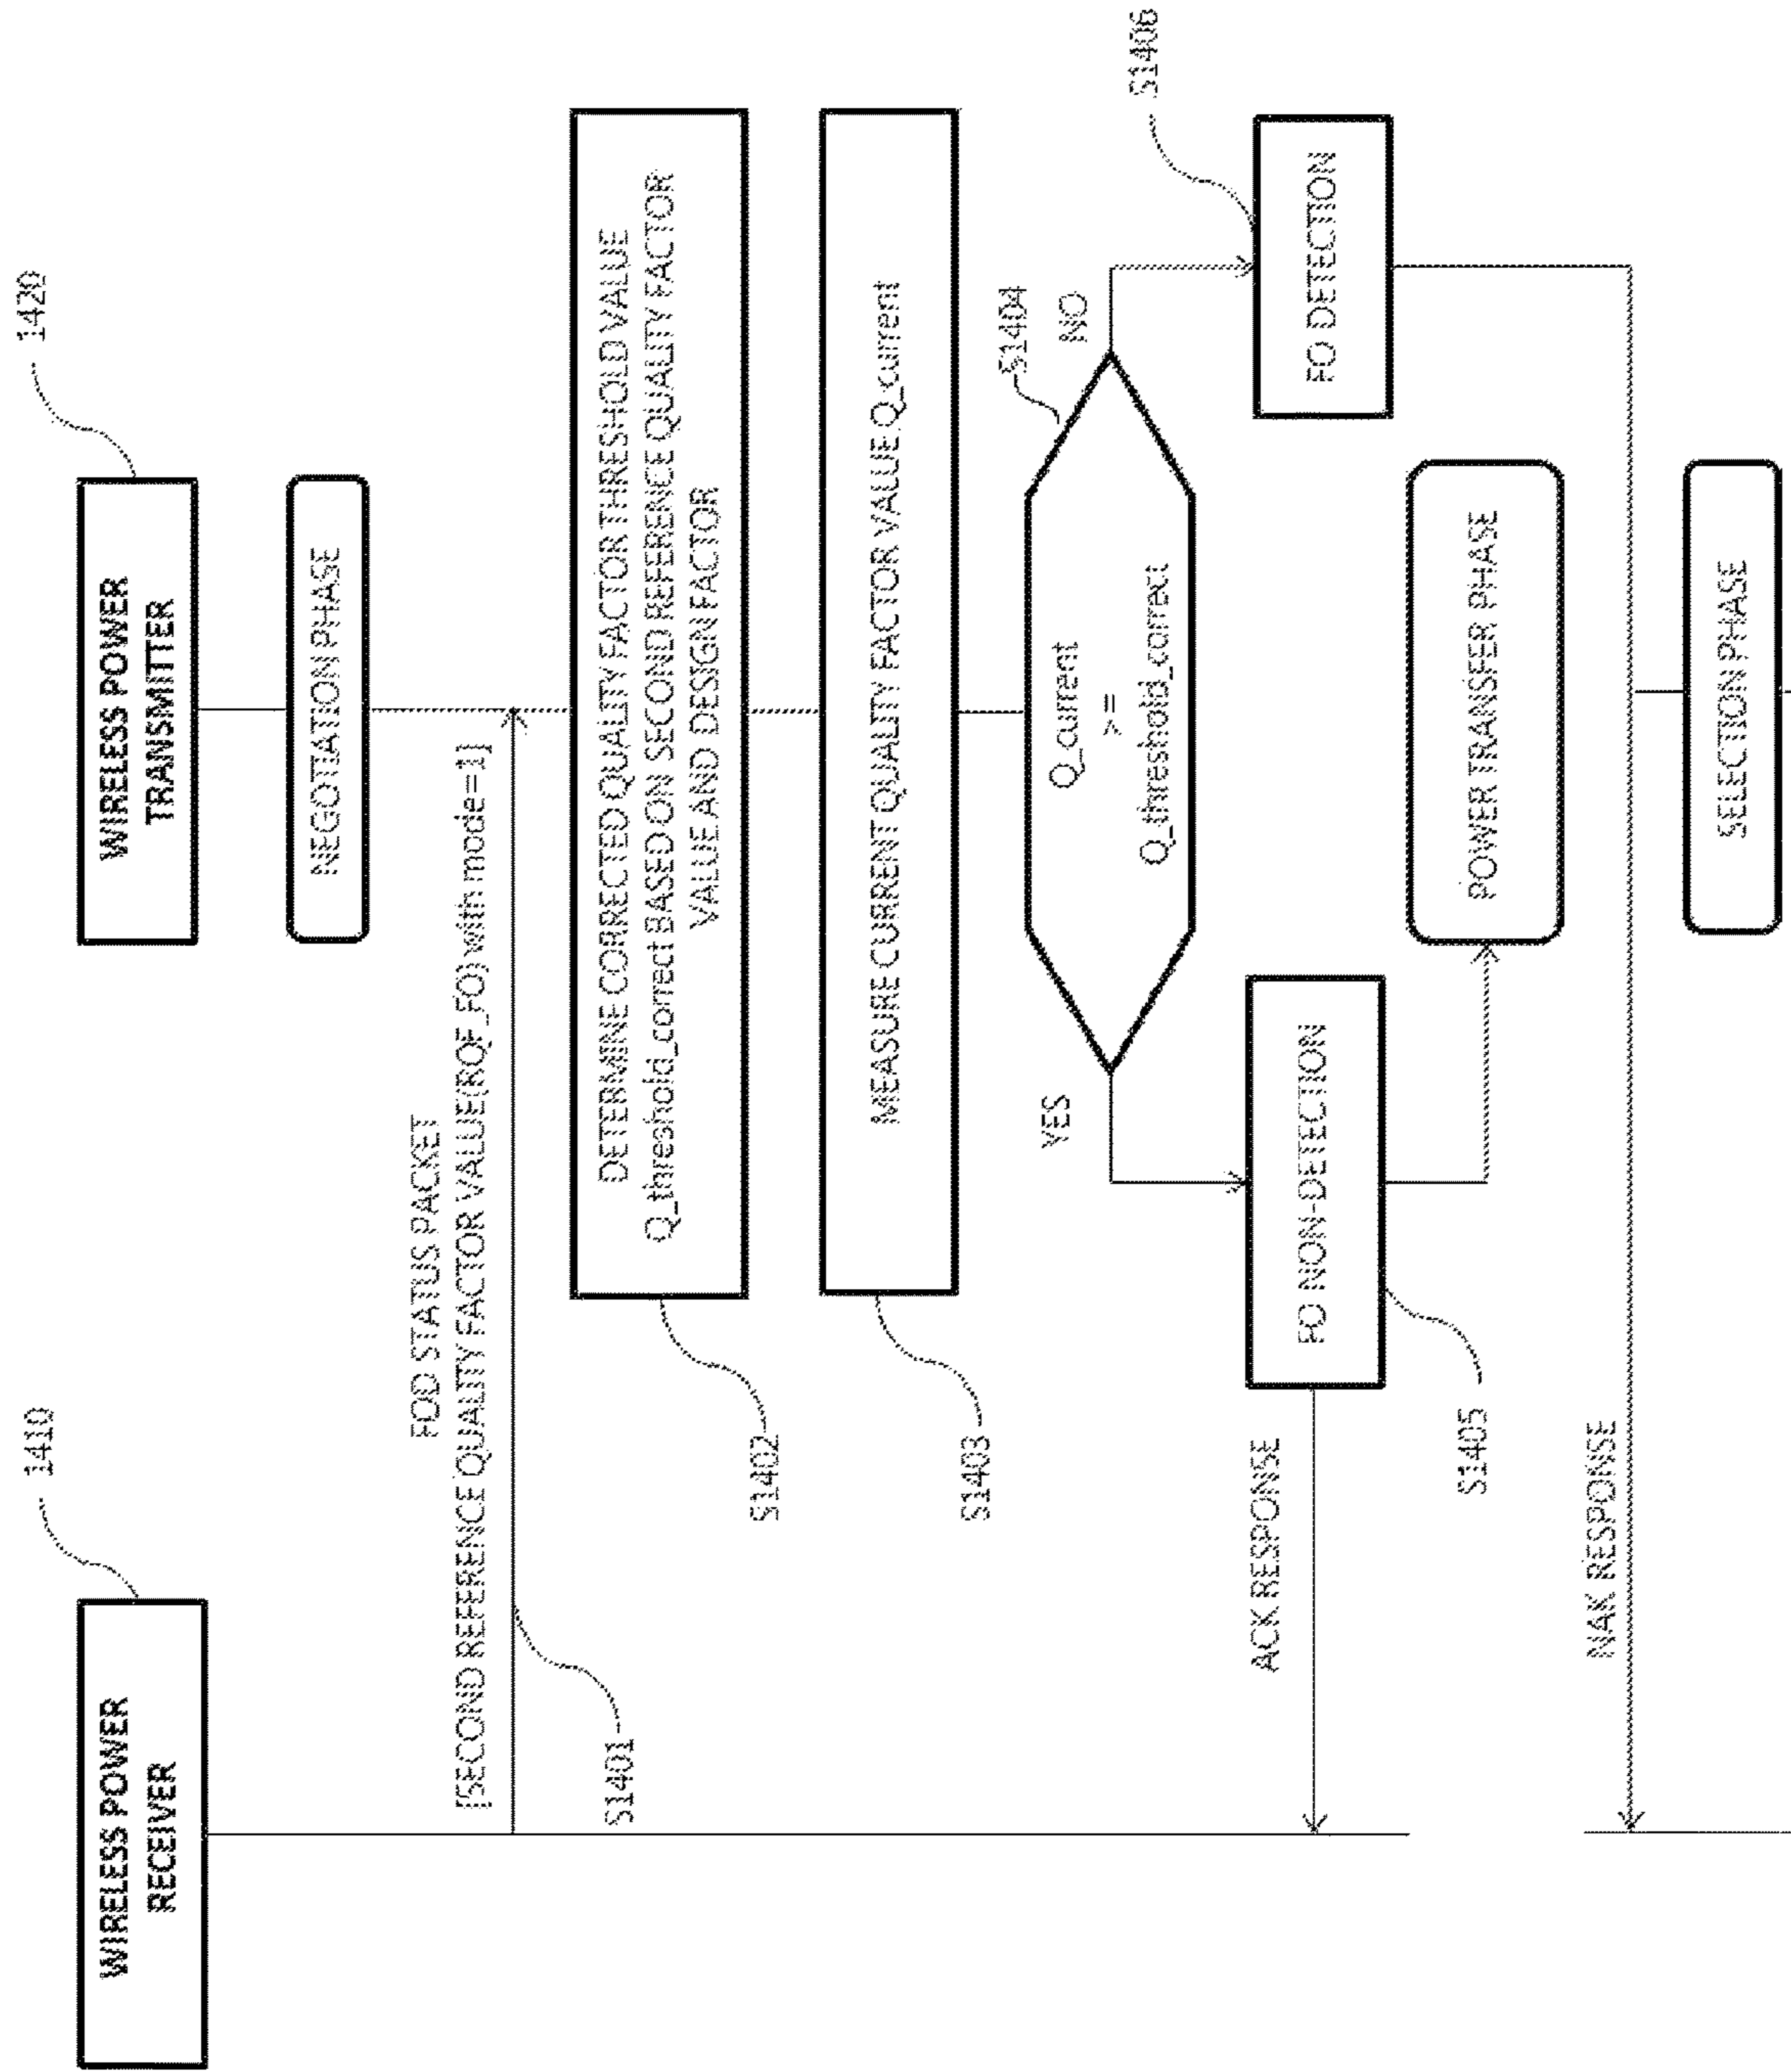 1410
1420
WIRELESS POWER
RECEIVER
WIRELESS POWER
TRANSMITTER
NEGOTIATION PHASE
FOD STATUS PACKET
[SECOND REFERENCE QUALITY FACTOR VALUE(RQF_FO) with mode=1]
S1401
DETERMINE CORRECTED QUALITY FACTOR THRESHOLD VALUE
Q_threshold_correct BASED ON SECOND REFERENCE QUALITY FACTOR
VALUE AND DESIGN FACTOR
S1402
MEASURE CURRENT QUALITY FACTOR VALUE Q_current
S1403
S1404
Q_current
>=
Q_threshold_correct
YES
NO
S1406
FO NON-DETECTION
FO DETECTION
ACK RESPONSE
S1405
POWER TRANSFER PHASE
NAK RESPONSE
SELECTION PHASE